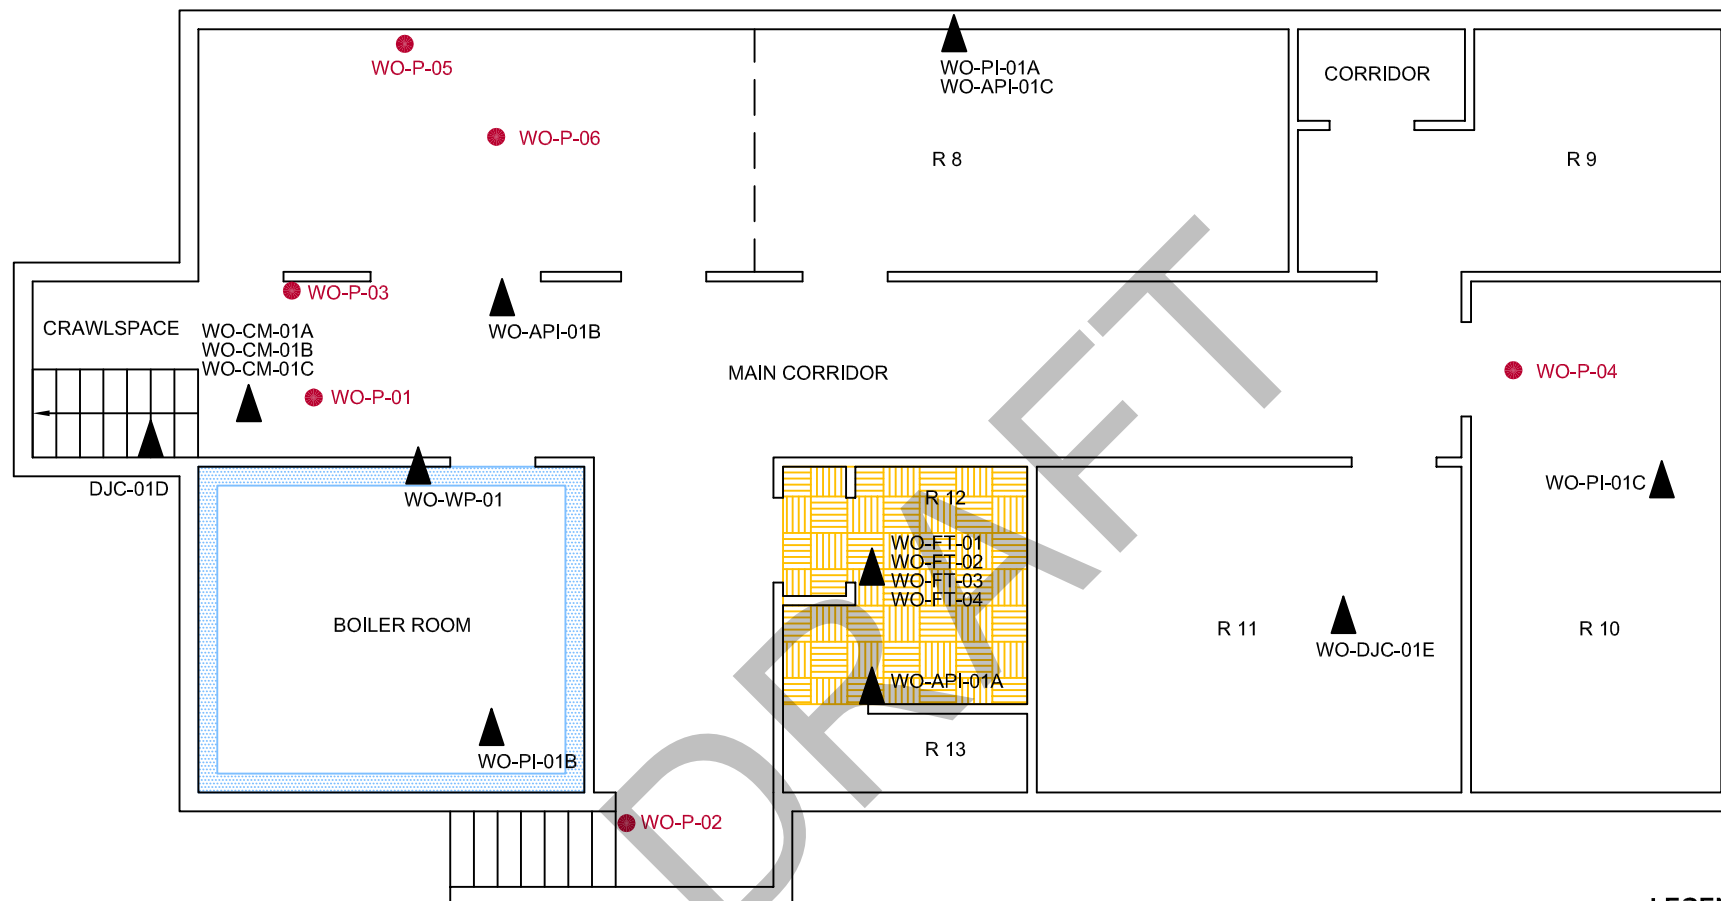 WO-P-05
WO-PI-01A
WO-API-01C
CORRIDOR
WO-P-06
R 8
R 9
WO-P-03
CRAWLSPACE
WO-CM-01A
WO-CM-01B
WO-CM-01C
WO-API-01B
MAIN CORRIDOR
WO-P-04
WO-P-01
DJC-01D
WO-WP-01
R 12
WO-PI-01C
WO-FT-01
WO-FT-02
WO-FT-03
WO-FT-04
BOILER ROOM
R 11
WO-DJC-01E
R 10
WO-API-01A
R 13
WO-PI-01B
WO-P-02
DRAFT